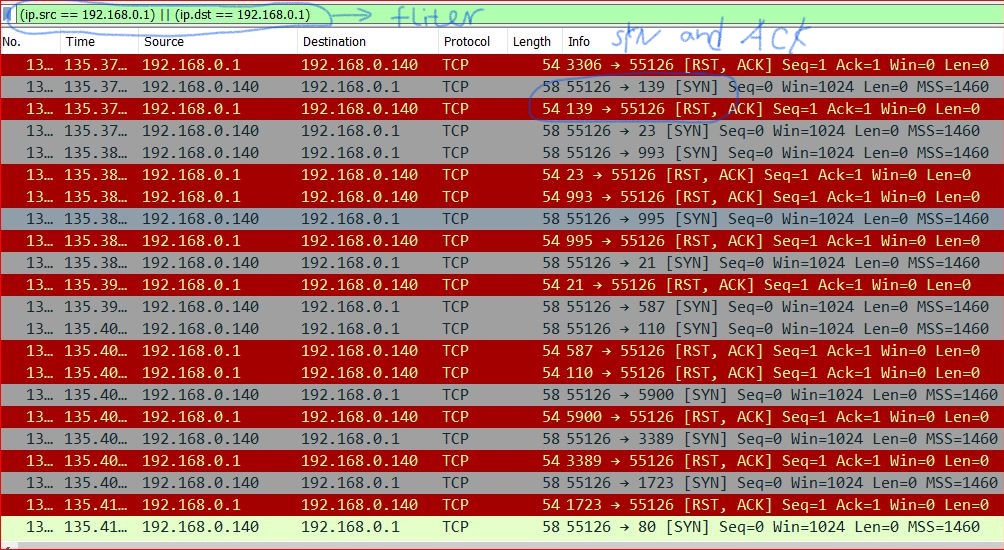 (ip.src == 192.168.0.1) || (ip.dst == 192.168.0.1) → fliter
No. Time Source Destination Protocol Length Info SYN and ACK
13... 135.37... 192.168.0.1 192.168.0.140 TCP 54 3306 → 55126 [RST, ACK] Seq=1 Ack=1 Win=0 Len=0
13... 135.37... 192.168.0.140 192.168.0.1 TCP 58 55126 → 139 [SYN] Seq=0 Win=1024 Len=0 MSS=1460
13... 135.37... 192.168.0.1 192.168.0.140 TCP 54 139 → 55126 [RST, ACK] Seq=1 Ack=1 Win=0 Len=0
13... 135.37... 192.168.0.140 192.168.0.1 TCP 58 55126 → 23 [SYN] Seq=0 Win=1024 Len=0 MSS=1460
13... 135.38... 192.168.0.140 192.168.0.1 TCP 58 55126 → 993 [SYN] Seq=0 Win=1024 Len=0 MSS=1460
13... 135.38... 192.168.0.1 192.168.0.140 TCP 54 23 → 55126 [RST, ACK] Seq=1 Ack=1 Win=0 Len=0
13... 135.38... 192.168.0.1 192.168.0.140 TCP 54 993 → 55126 [RST, ACK] Seq=1 Ack=1 Win=0 Len=0
13... 135.38... 192.168.0.140 192.168.0.1 TCP 58 55126 → 995 [SYN] Seq=0 Win=1024 Len=0 MSS=1460
13... 135.38... 192.168.0.1 192.168.0.140 TCP 54 995 → 55126 [RST, ACK] Seq=1 Ack=1 Win=0 Len=0
13... 135.38... 192.168.0.140 192.168.0.1 TCP 58 55126 → 21 [SYN] Seq=0 Win=1024 Len=0 MSS=1460
13... 135.39... 192.168.0.1 192.168.0.140 TCP 54 21 → 55126 [RST, ACK] Seq=1 Ack=1 Win=0 Len=0
13... 135.39... 192.168.0.140 192.168.0.1 TCP 58 55126 → 587 [SYN] Seq=0 Win=1024 Len=0 MSS=1460
13... 135.40... 192.168.0.140 192.168.0.1 TCP 58 55126 → 110 [SYN] Seq=0 Win=1024 Len=0 MSS=1460
13... 135.40... 192.168.0.1 192.168.0.140 TCP 54 587 → 55126 [RST, ACK] Seq=1 Ack=1 Win=0 Len=0
13... 135.40... 192.168.0.1 192.168.0.140 TCP 54 110 → 55126 [RST, ACK] Seq=1 Ack=1 Win=0 Len=0
13... 135.40... 192.168.0.140 192.168.0.1 TCP 58 55126 → 5900 [SYN] Seq=0 Win=1024 Len=0 MSS=1460
13... 135.40... 192.168.0.1 192.168.0.140 TCP 54 5900 → 55126 [RST, ACK] Seq=1 Ack=1 Win=0 Len=0
13... 135.40... 192.168.0.140 192.168.0.1 TCP 58 55126 → 3389 [SYN] Seq=0 Win=1024 Len=0 MSS=1460
13... 135.40... 192.168.0.1 192.168.0.140 TCP 54 3389 → 55126 [RST, ACK] Seq=1 Ack=1 Win=0 Len=0
13... 135.40... 192.168.0.140 192.168.0.1 TCP 58 55126 → 1723 [SYN] Seq=0 Win=1024 Len=0 MSS=1460
13... 135.41... 192.168.0.1 192.168.0.140 TCP 54 1723 → 55126 [RST, ACK] Seq=1 Ack=1 Win=0 Len=0
13... 135.41... 192.168.0.140 192.168.0.1 TCP 58 55126 → 80 [SYN] Seq=0 Win=1024 Len=0 MSS=1460